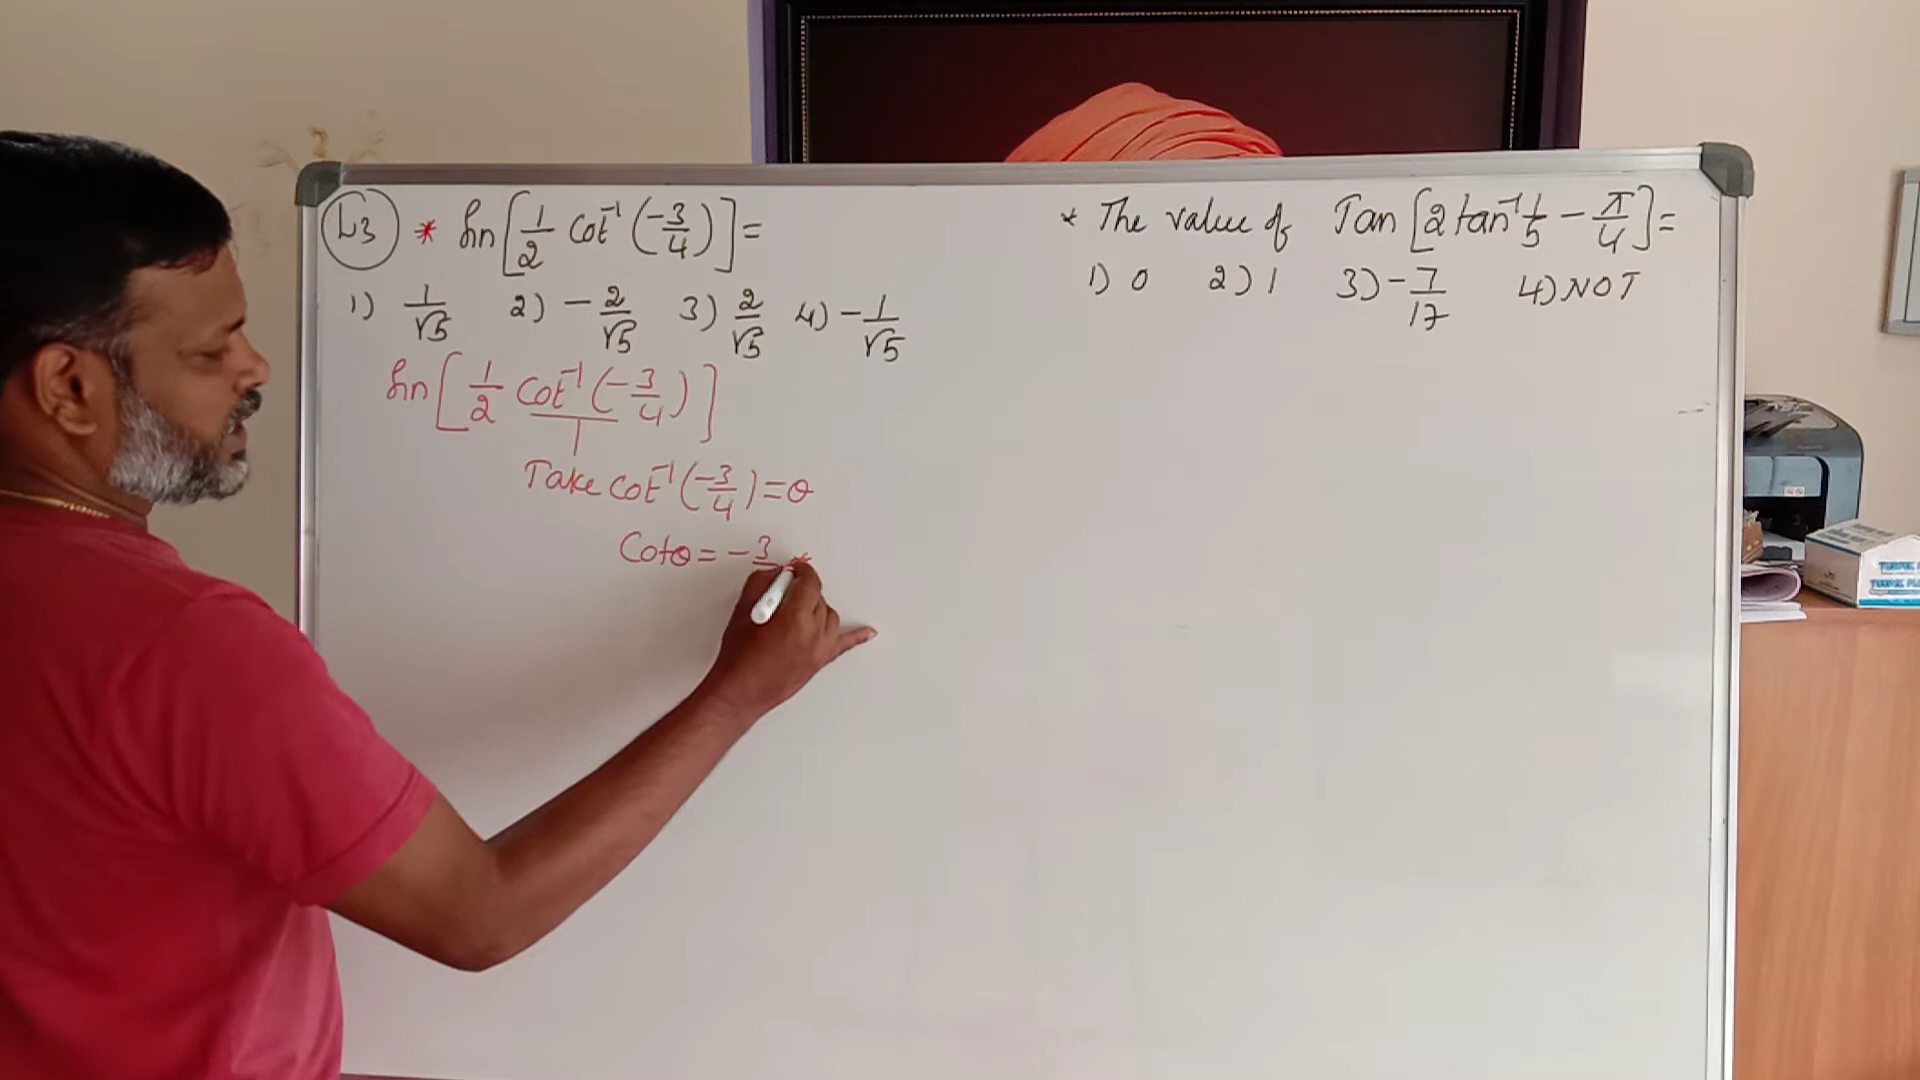 L3 * Sin[1/2 Cot⁻¹(-3/4)]=
1) 1/√5 2) -2/√5 3) 2/√5 4) -1/√5
Sin[1/2 Cot⁻¹(-3/4)]
Take Cot⁻¹(-3/4)=θ
Cotθ= -3
* The value of Tan[2tan⁻¹ 1/5 - π/4]=
1) 0 2) 1 3) -7/17 4) NOT